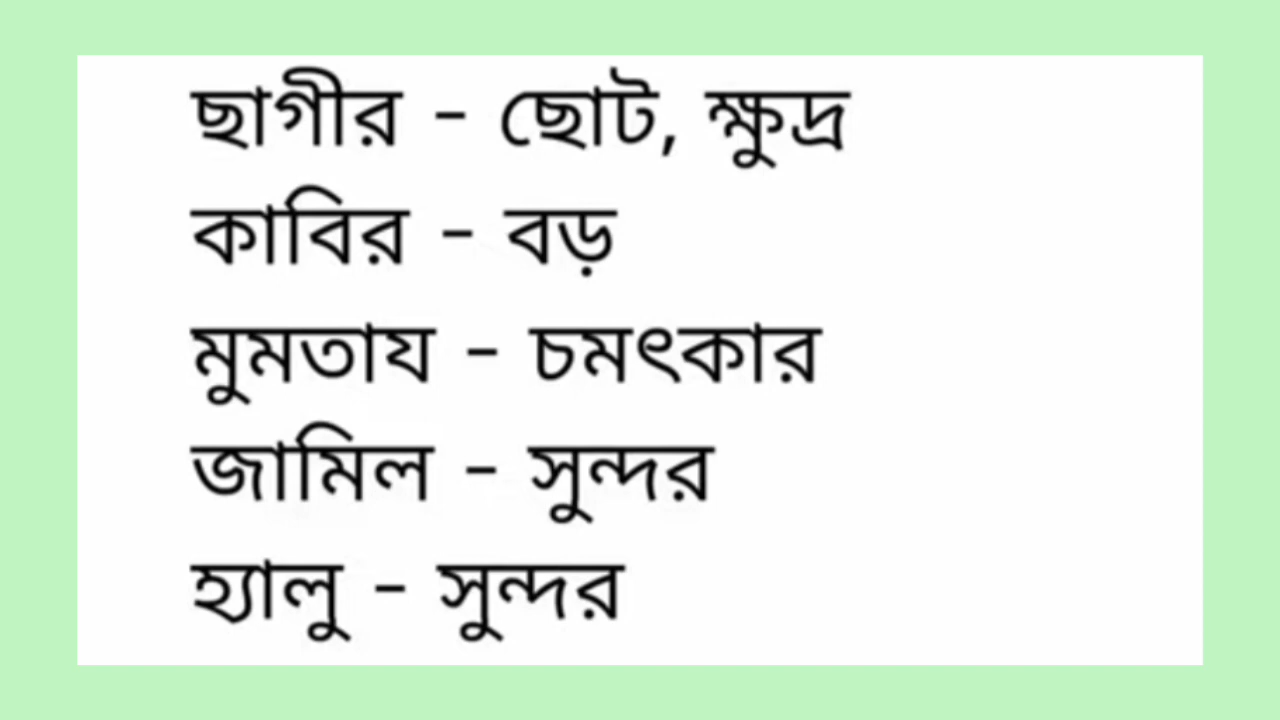 ছাগীর - ছোট, ক্ষুদ্র
কাবির - বড়
মুমতায - চমৎকার
জামিল - সুন্দর
হ্যালু - সুন্দর